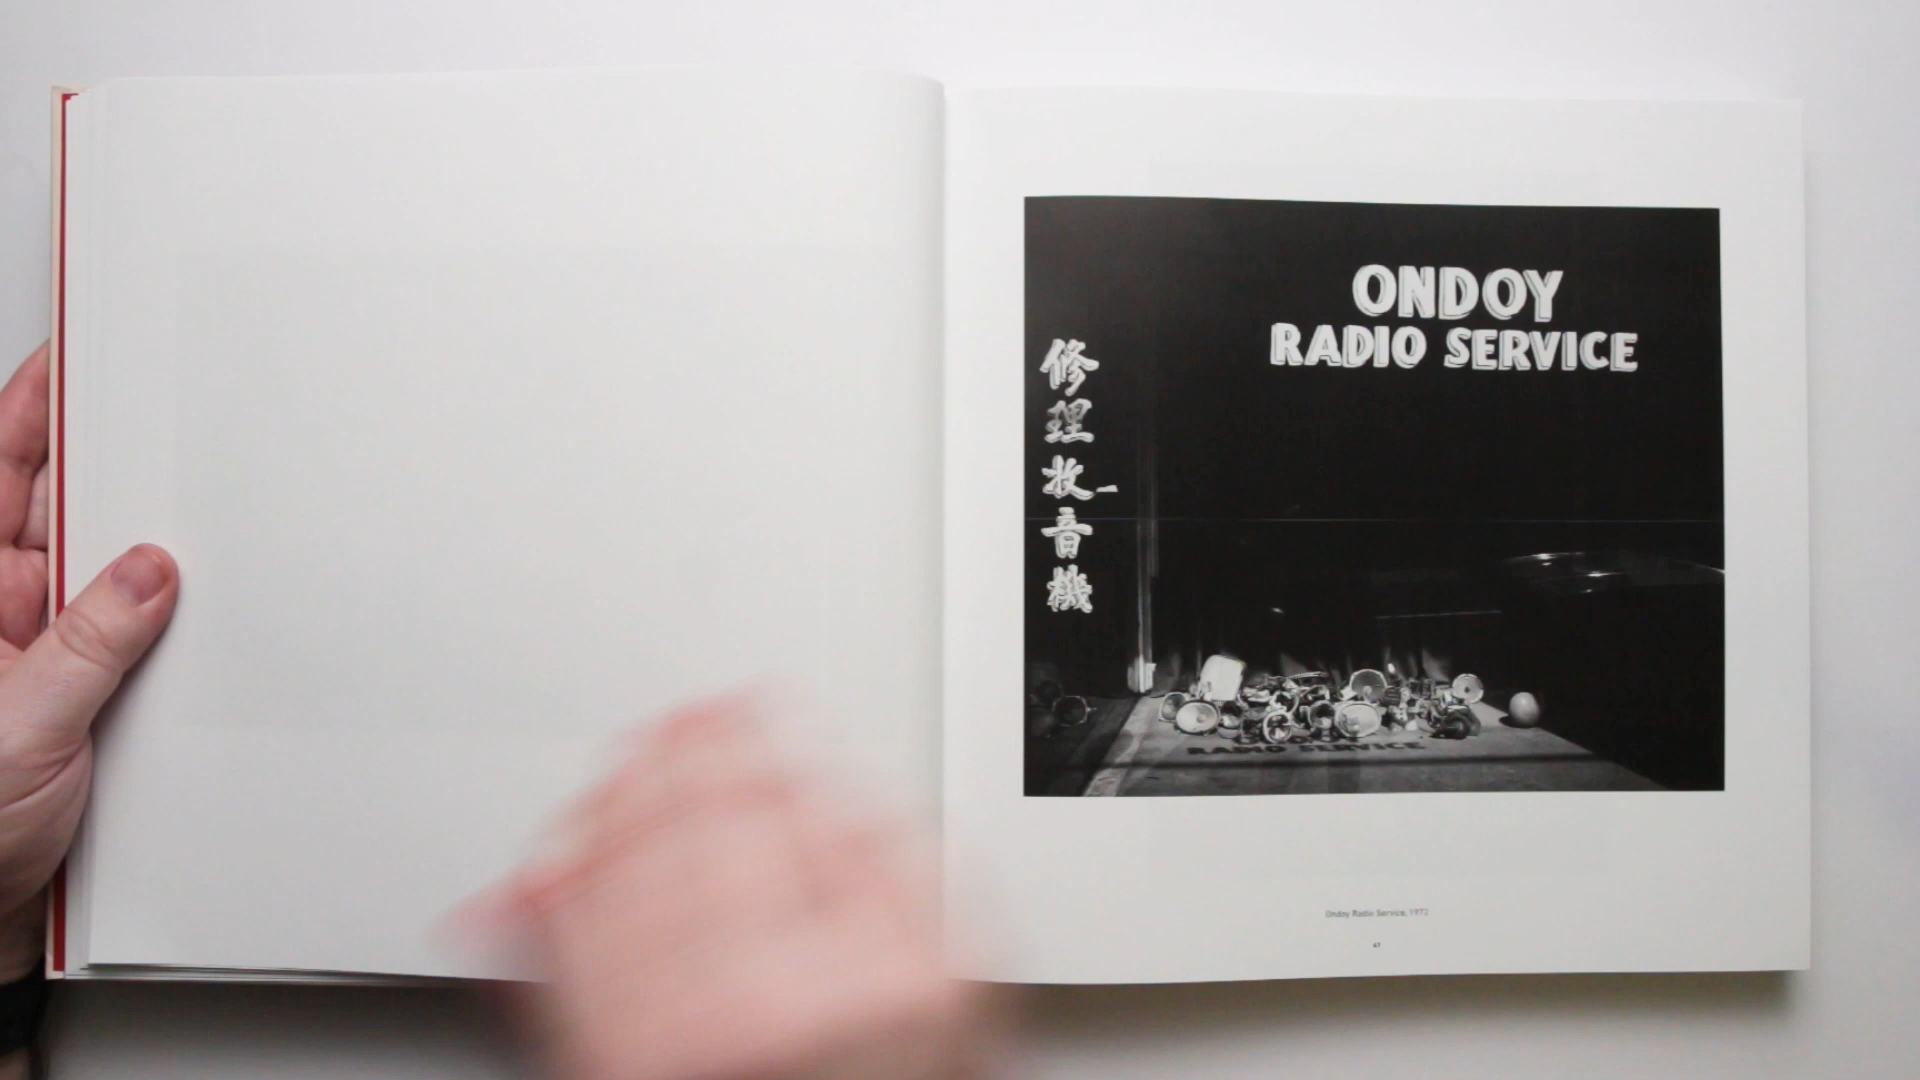 ONDOY
RADIO SERVICE
修理收音機
RADIO SERVICE
Ondoy Radio Service, 1972